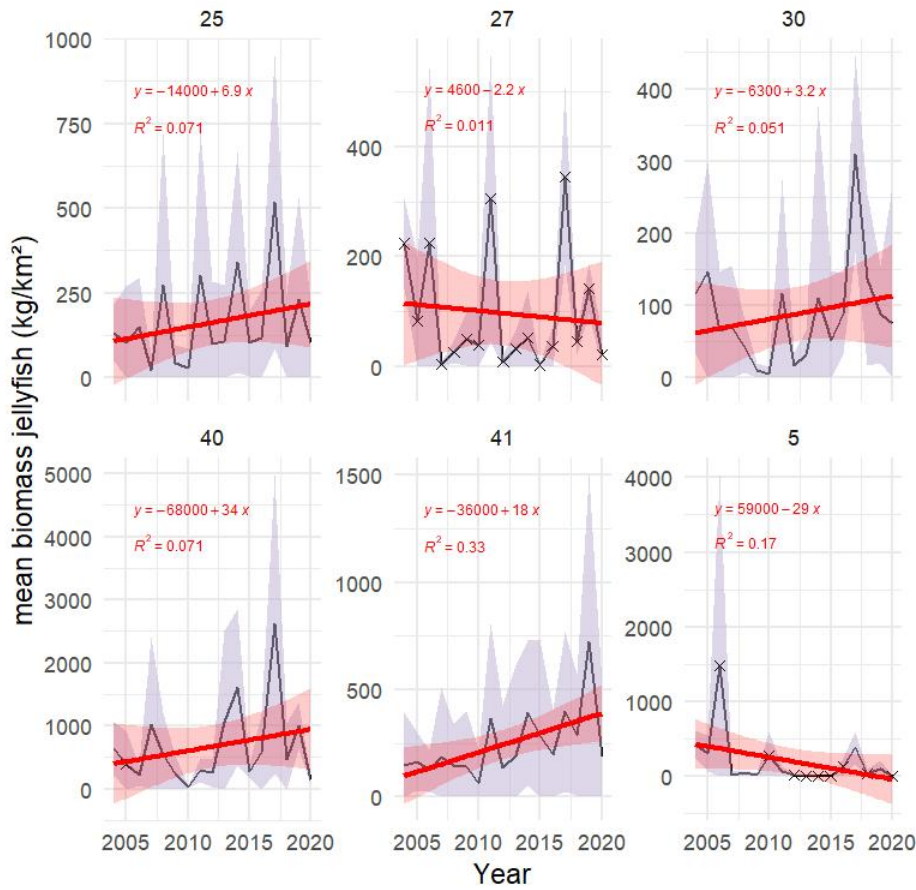 25
27
30
1000
750
500
250
0
y = −14000 + 6.9 x
R² = 0.071
400
200
0
y = 4600 − 2.2 x
R² = 0.011
400
300
200
100
0
y = −6300 + 3.2 x
R² = 0.051
mean biomass jellyfish (kg/km²)
40
41
5
5000
4000
3000
2000
1000
0
y = −68000 + 34 x
R² = 0.071
1500
1000
500
0
y = −36000 + 18 x
R² = 0.33
4000
3000
2000
1000
0
y = 59000 − 29 x
R² = 0.17
2005 2010 2015 2020
2005 2010 2015 2020
2005 2010 2015 2020
Year